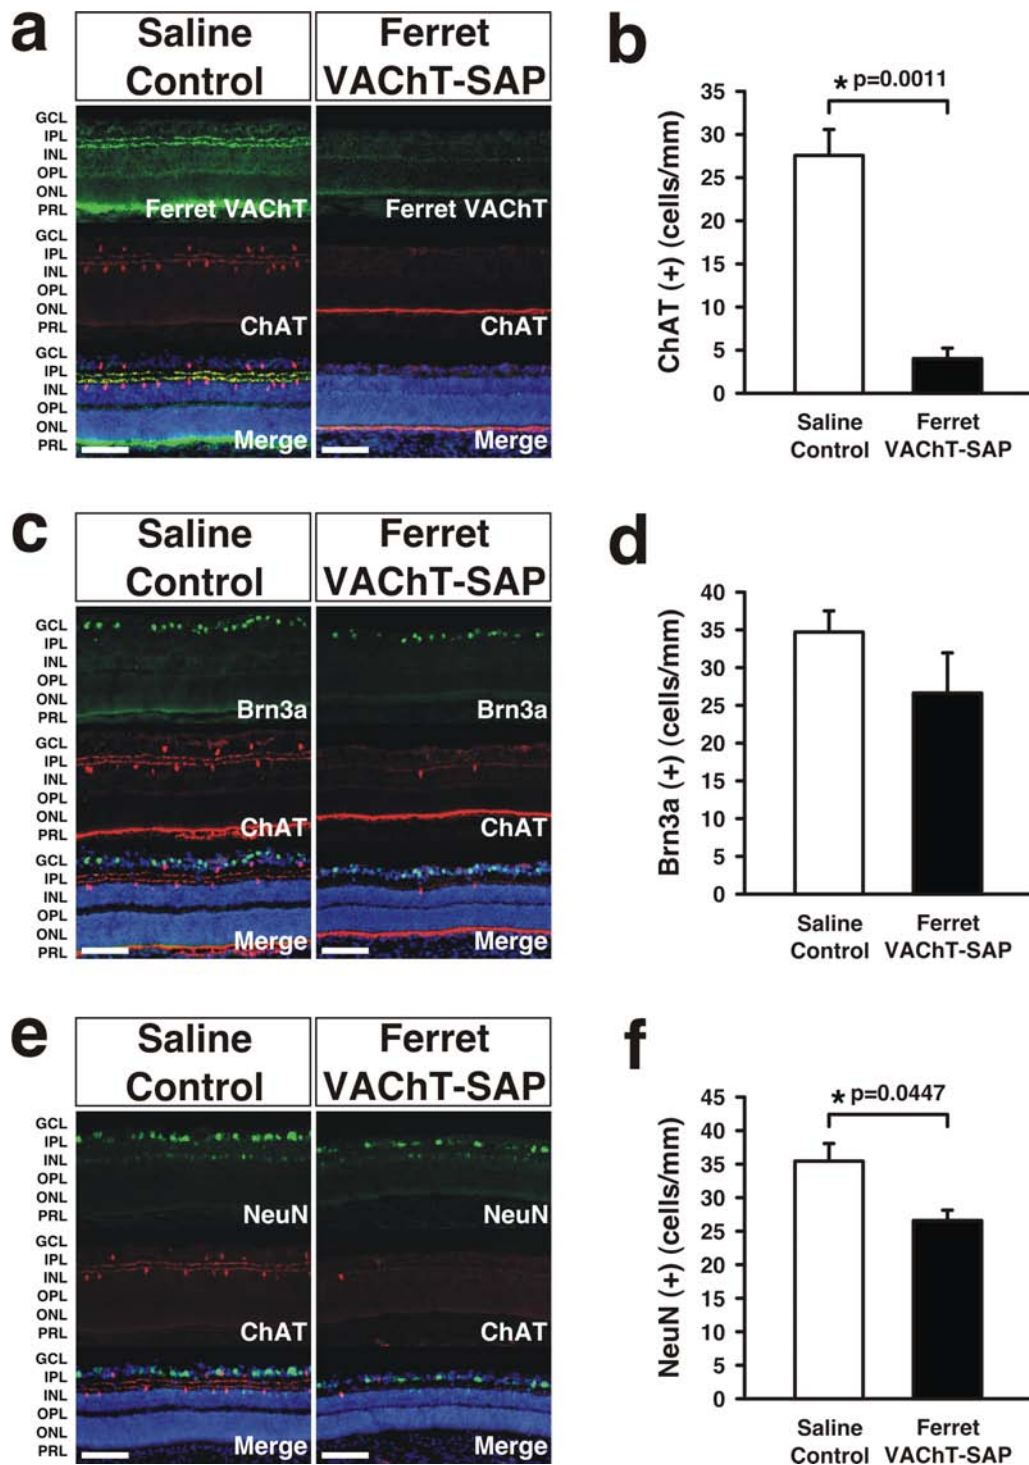 a
Saline
Control
Ferret
VAChT-SAP
GCL
IPL
INL
OPL
ONL
PRL
Ferret VAChT
Ferret VAChT
GCL
IPL
INL
OPL
ONL
PRL
ChAT
ChAT
GCL
IPL
INL
OPL
ONL
PRL
Merge
Merge
b
* p=0.0011
ChAT (+) (cells/mm)
35
30
25
20
15
10
5
0
Saline
Control
Ferret
VAChT-SAP
c
Saline
Control
Ferret
VAChT-SAP
GCL
IPL
INL
OPL
ONL
PRL
Brn3a
Brn3a
GCL
IPL
INL
OPL
ONL
PRL
ChAT
ChAT
GCL
IPL
INL
OPL
ONL
PRL
Merge
Merge
d
Brn3a (+) (cells/mm)
40
35
30
25
20
15
10
5
0
Saline
Control
Ferret
VAChT-SAP
e
Saline
Control
Ferret
VAChT-SAP
GCL
IPL
INL
OPL
ONL
PRL
NeuN
NeuN
GCL
IPL
INL
OPL
ONL
PRL
ChAT
ChAT
GCL
IPL
INL
OPL
ONL
PRL
Merge
Merge
f
* p=0.0447
NeuN (+) (cells/mm)
45
40
35
30
25
20
15
10
5
0
Saline
Control
Ferret
VAChT-SAP